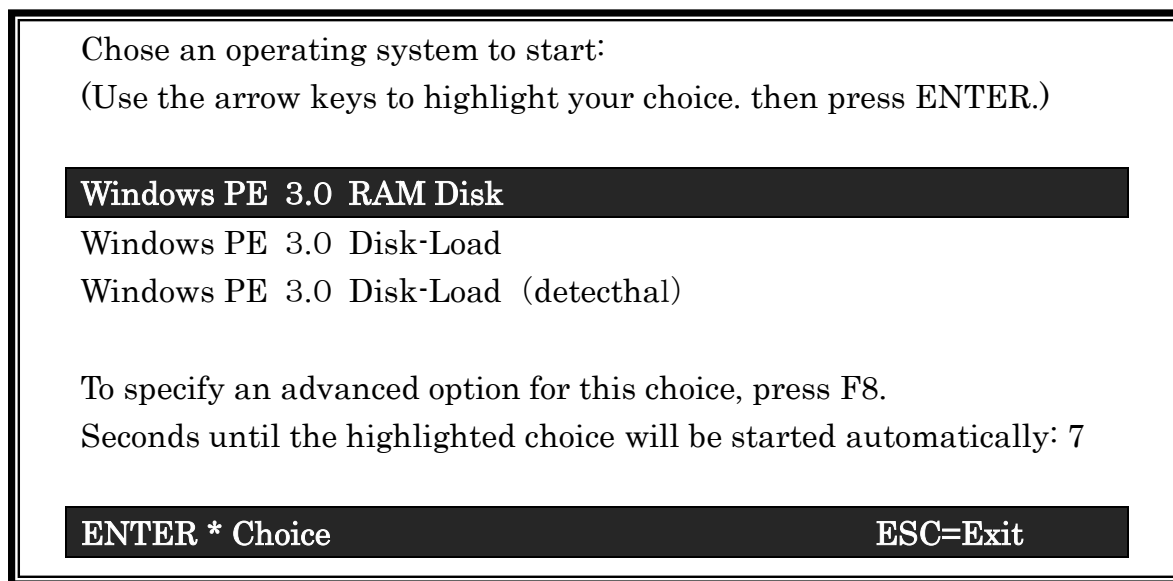 Chose an operating system to start:
(Use the arrow keys to highlight your choice. then press ENTER.)
Windows PE 3.0 RAM Disk
Windows PE 3.0 Disk-Load
Windows PE 3.0 Disk-Load（detecthal）
To specify an advanced option for this choice, press F8.
Seconds until the highlighted choice will be started automatically: 7
ENTER * Choice ESC=Exit